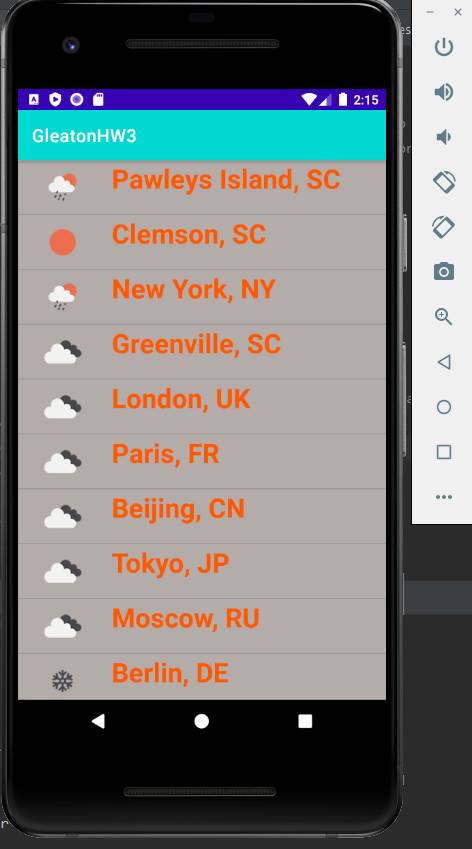 2:15
GleatonHW3
Pawleys Island, SC
Clemson, SC
New York, NY
Greenville, SC
London, UK
Paris, FR
Beijing, CN
Tokyo, JP
Moscow, RU
Berlin, DE